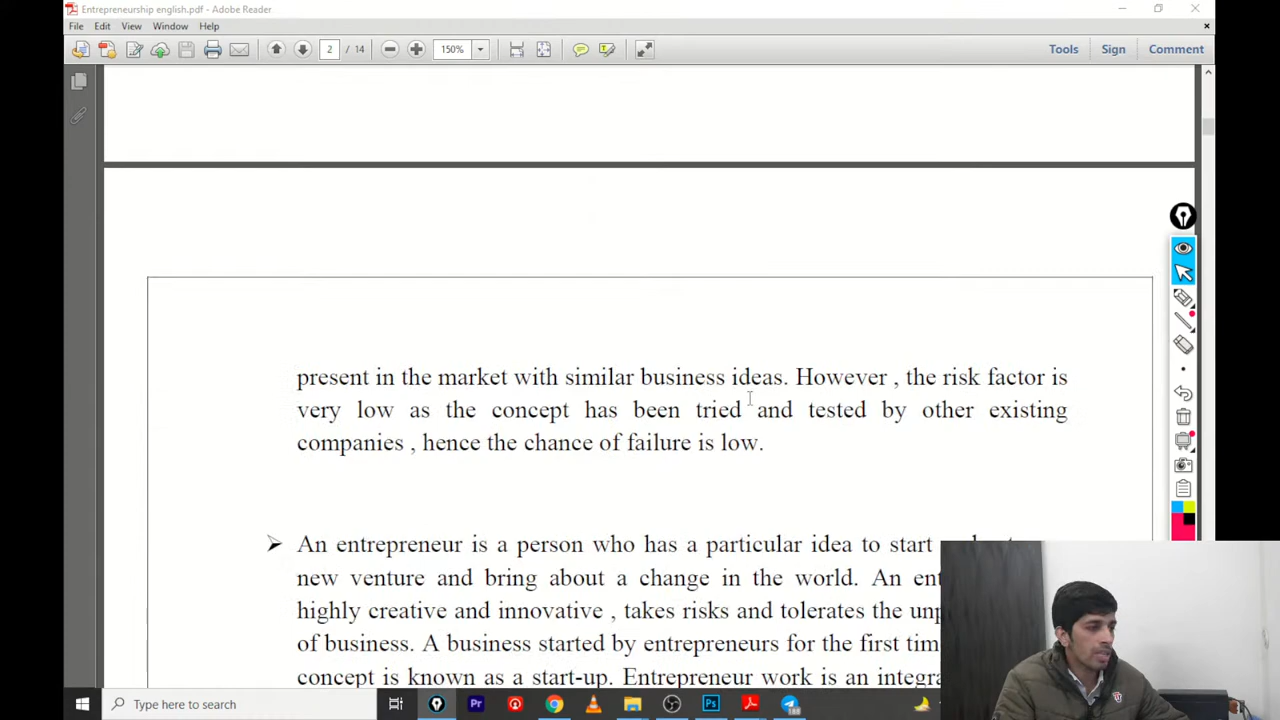 Entrepreneurship english.pdf - Adobe Reader
File Edit View Window Help
2 / 14 150% Tools Sign Comment
present in the market with similar business ideas. However , the risk factor is
very low as the concept has been tried and tested by other existing
companies , hence the chance of failure is low.
➢ An entrepreneur is a person who has a particular idea to start
new venture and bring about a change in the world. An
highly creative and innovative , takes risks and tolerates the
of business. A business started by entrepreneurs for the first
concept is known as a start-up. Entrepreneur work is an
Type here to search